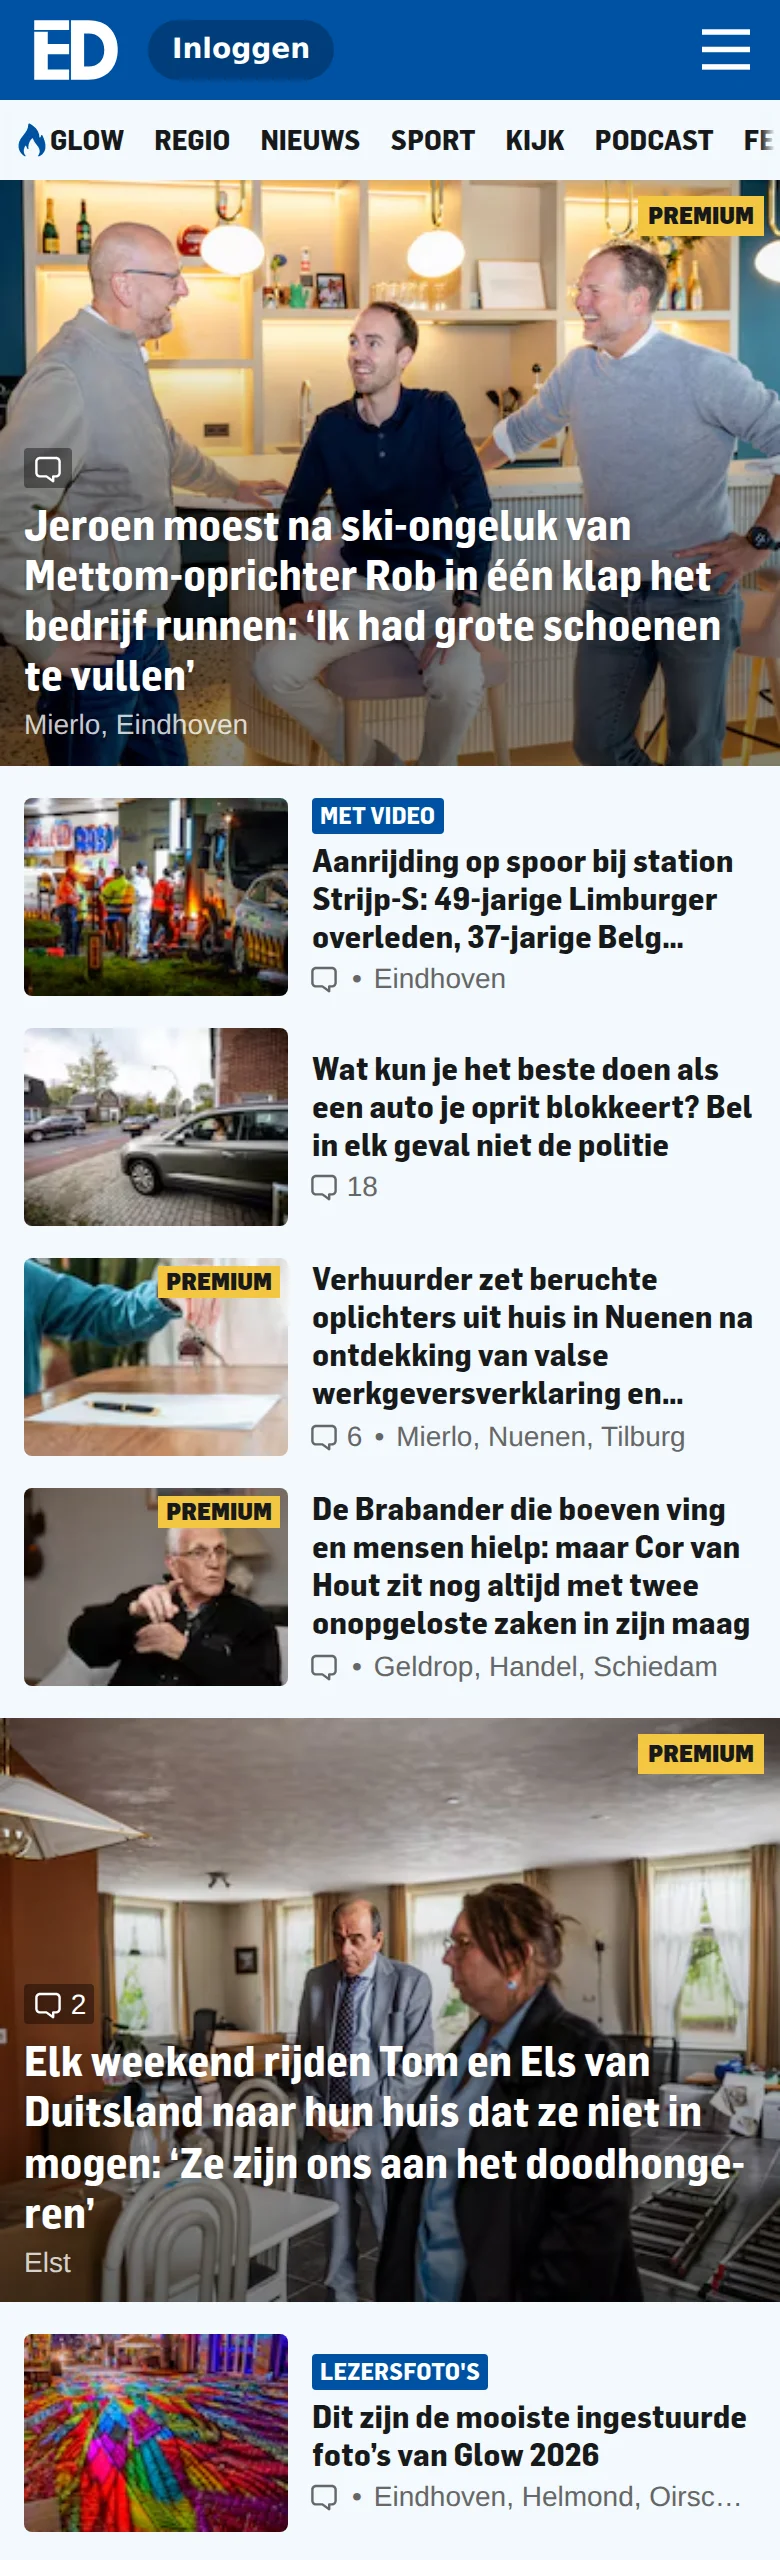 ED
Inloggen
GLOW REGIO NIEUWS SPORT KIJK PODCAST FE
PREMIUM
Jeroen moest na ski-ongeluk van
Mettom-oprichter Rob in één klap het
bedrijf runnen: ‘Ik had grote schoenen
te vullen’
Mierlo, Eindhoven
MET VIDEO
Aanrijding op spoor bij station
Strijp-S: 49-jarige Limburger
overleden, 37-jarige Belg...
• Eindhoven
Wat kun je het beste doen als
een auto je oprit blokkeert? Bel
in elk geval niet de politie
18
PREMIUM
Verhuurder zet beruchte
oplichters uit huis in Nuenen na
ontdekking van valse
werkgeversverklaring en...
6 • Mierlo, Nuenen, Tilburg
PREMIUM
De Brabander die boeven ving
en mensen hielp: maar Cor van
Hout zit nog altijd met twee
onopgeloste zaken in zijn maag
• Geldrop, Handel, Schiedam
PREMIUM
2
Elk weekend rijden Tom en Els van
Duitsland naar hun huis dat ze niet in
mogen: ‘Ze zijn ons aan het doodhonge-
ren’
Elst
LEZERSFOTO'S
Dit zijn de mooiste ingestuurde
foto’s van Glow 2026
• Eindhoven, Helmond, Oirsc...